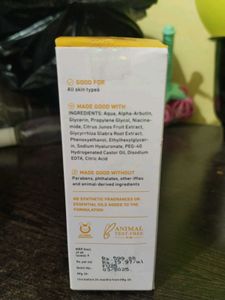 GOOD FOR
All skin types
MADE GOOD WITH
INGREDIENTS: Aqua, Alpha-Arbutin,
Glycerin, Propylene Glycol, Niacina-
mide, Citrus Junos Fruit Extract,
Glycyrrhiza Glabra Root Extract,
Phenoxyethanol, Ethylhexylglycer-
in, Sodium Hyaluronate, PEG-40
Hydrogenated Castor Oil, Disodium
EDTA, Citric Acid
MADE GOOD WITHOUT
Parabens, phthalates, other iffies
and animal-derived ingredients
NO SYNTHETIC FRAGRANCES OR
ESSENTIAL OILS ADDED TO THE
FORMULATION
ANIMAL
TEST FREE